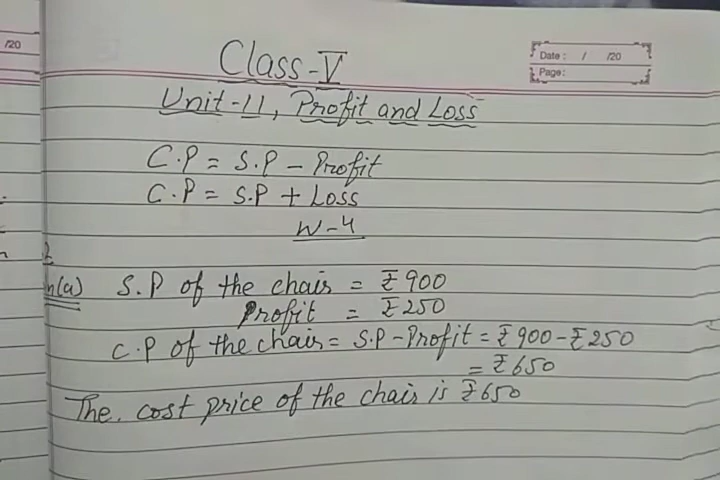 /20
Date : / /20
Page:
Class-V
Unit-11, Profit and Loss
C.P = S.P - Profit
C.P = S.P + Loss
W-4
(a) S.P of the chair = ₹900
Profit = ₹250
C.P of the chair = S.P-Profit = ₹900-₹250
= ₹650
The. cost price of the chair is ₹650